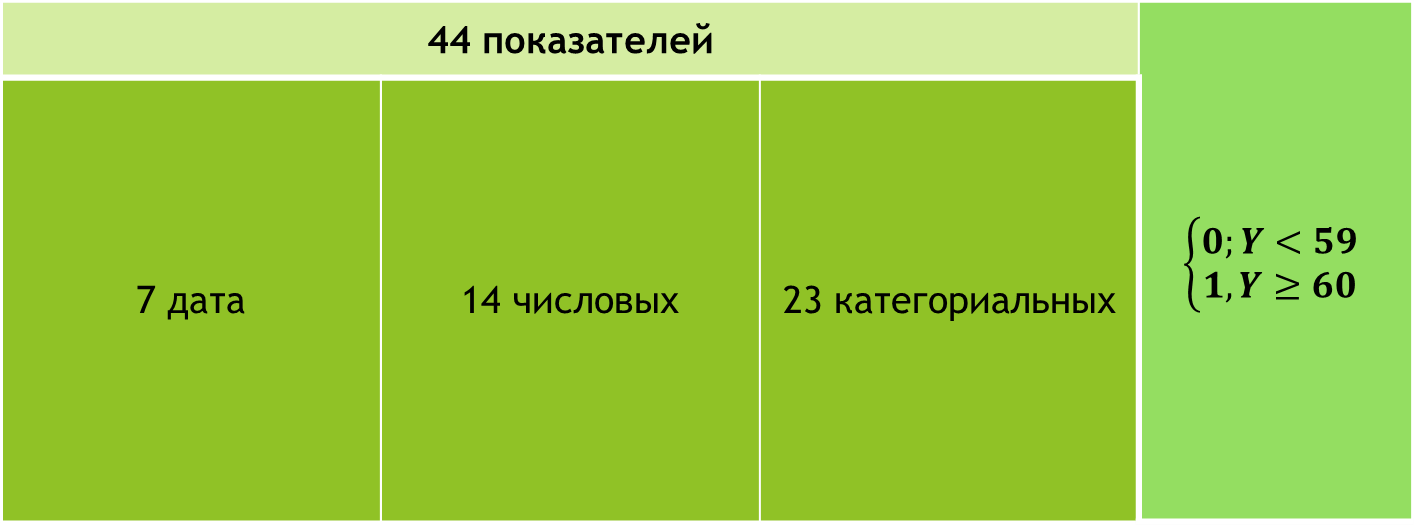 44 показателей
7 дата
14 числовых
23 категориальных
0; Y < 59
1, Y ≥ 60